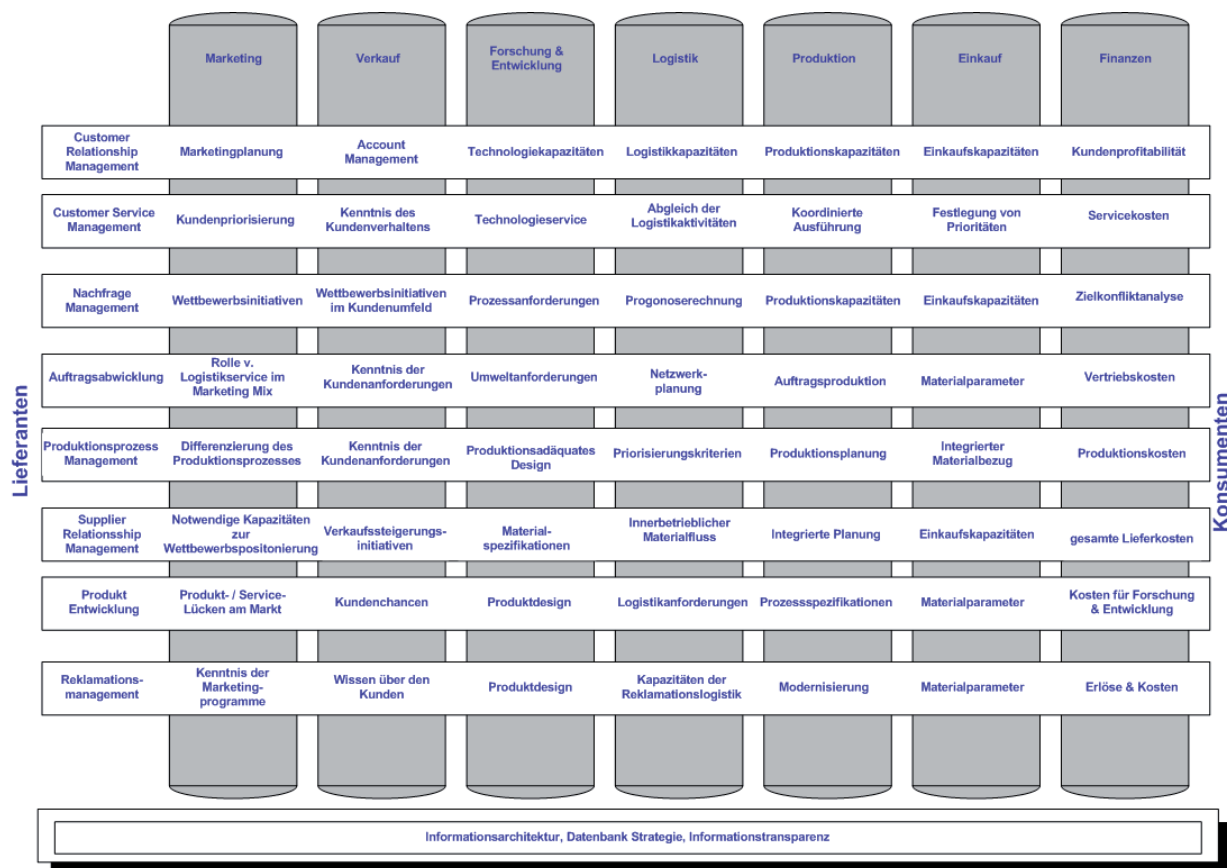 Marketing
Verkauf
Forschung &
Entwicklung
Logistik
Produktion
Einkauf
Finanzen
Customer
Relationship
Management
Marketingplanung
Account
Management
Technologiekapazitäten
Logistikkapazitäten
Produktionskapazitäten
Einkaufskapazitäten
Kundenprofitabilität
Customer Service
Management
Kundenpriorisierung
Kenntnis des
Kundenverhaltens
Technologieservice
Abgleich der
Logistikaktivitäten
Koordinierte
Ausführung
Festlegung von
Prioritäten
Servicekosten
Nachfrage
Management
Wettbewerbsinitiativen
Wettbewerbsinitiativen
im Kundenumfeld
Prozessanforderungen
Progonoserechnung
Produktionskapazitäten
Einkaufskapazitäten
Zielkonfliktanalyse
Auftragsabwicklung
Rolle v.
Logistikservice im
Marketing Mix
Kenntnis der
Kundenanforderungen
Umweltanforderungen
Netzwerk-
planung
Auftragsproduktion
Materialparameter
Vertriebskosten
Produktionsprozess
Management
Differenzierung des
Produktionsprozesses
Kenntnis der
Kundenanforderungen
Produktionsadäquates
Design
Priorisierungskriterien
Produktionsplanung
Integrierter
Materialbezug
Produktionskosten
Supplier
Relationsship
Management
Notwendige Kapazitäten
zur
Wettbewerbspositonierung
Verkaufssteigerungs-
initiativen
Material-
spezifikationen
Innerbetrieblicher
Materialfluss
Integrierte Planung
Einkaufskapazitäten
gesamte Lieferkosten
Produkt
Entwicklung
Produkt- / Service-
Lücken am Markt
Kundenchancen
Produktdesign
Logistikanforderungen
Prozessspezifikationen
Materialparameter
Kosten für Forschung
& Entwicklung
Reklamations-
management
Kenntnis der
Marketing-
programme
Wissen über den
Kunden
Produktdesign
Kapazitäten der
Reklamationslogistik
Modernisierung
Materialparameter
Erlöse & Kosten
Lieferanten
Konsumenten
Informationsarchitektur, Datenbank Strategie, Informationstransparenz